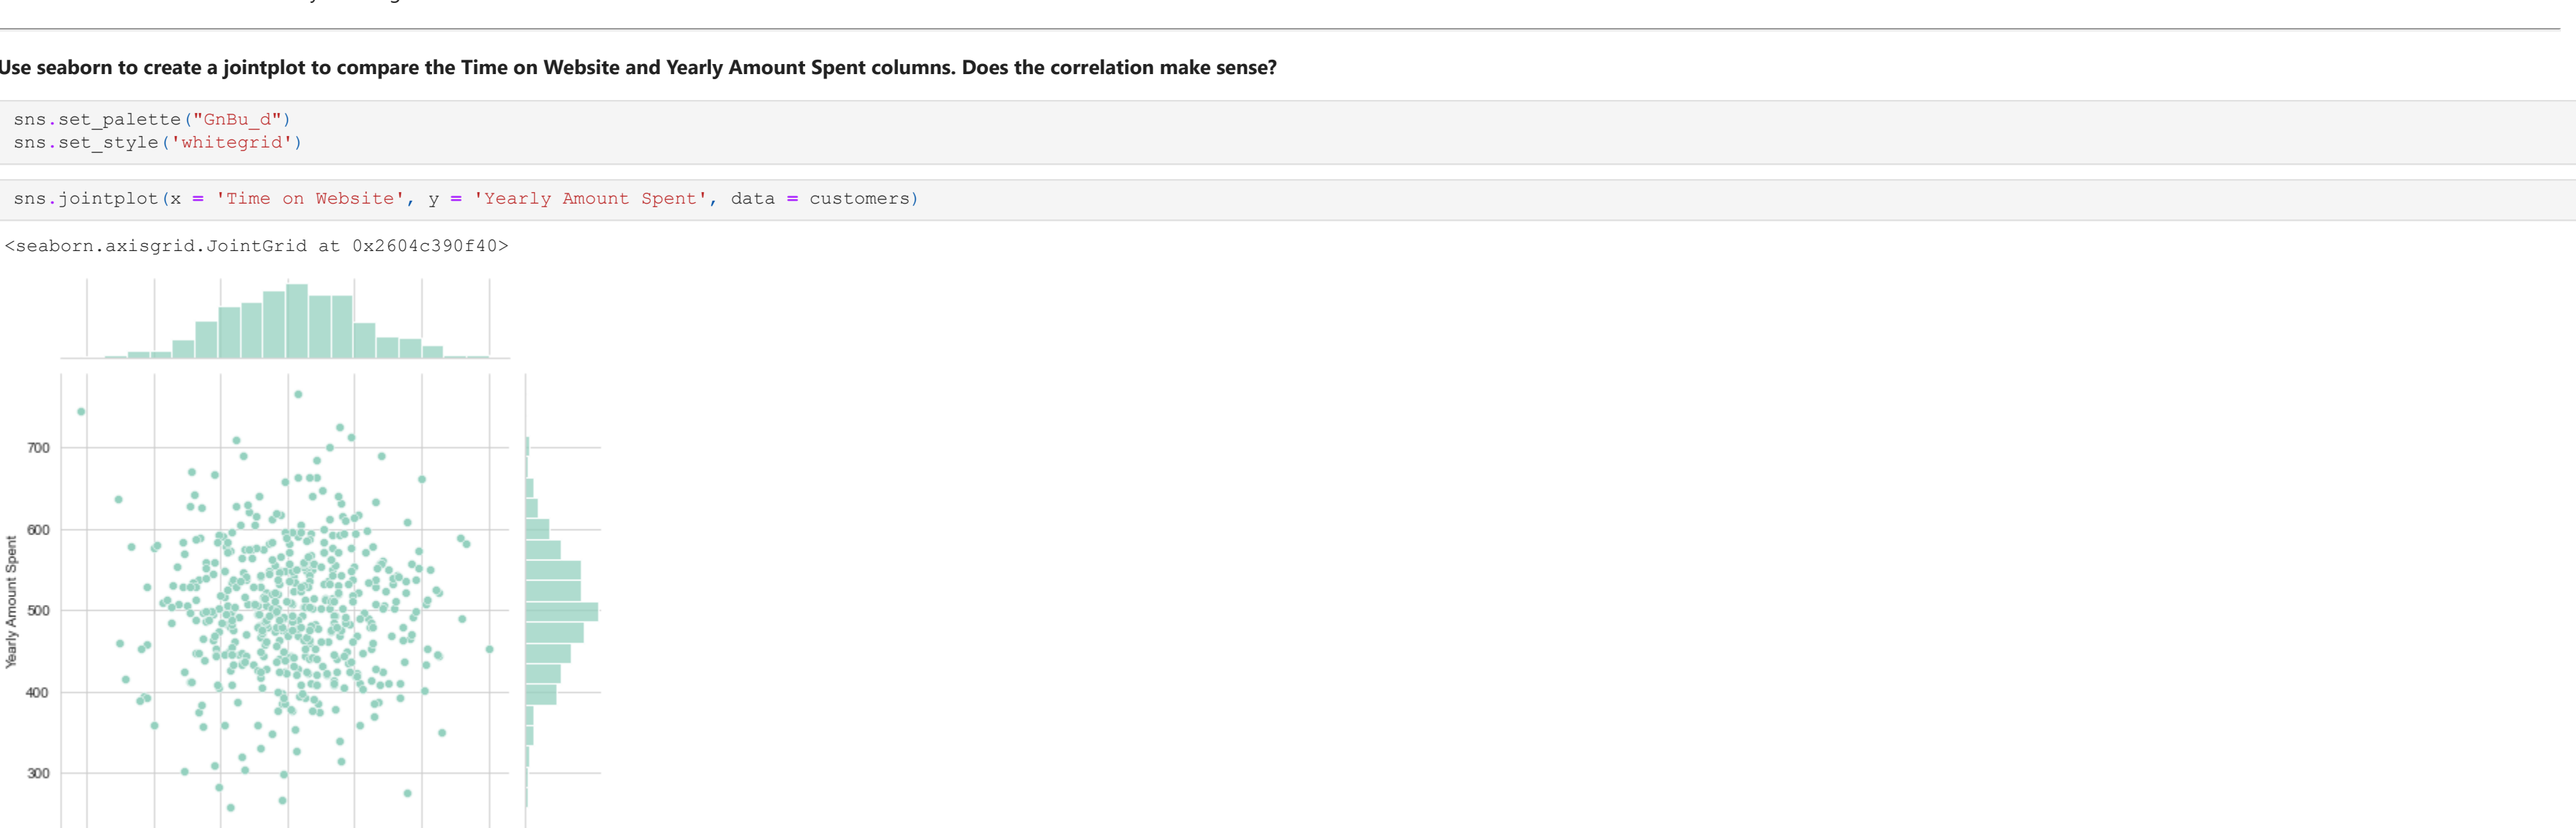 Use seaborn to create a jointplot to compare the Time on Website and Yearly Amount Spent columns. Does the correlation make sense?
sns.set_palette("GnBu_d")
sns.set_style('whitegrid')
sns.jointplot(x = 'Time on Website', y = 'Yearly Amount Spent', data = customers)
<seaborn.axisgrid.JointGrid at 0x2604c390f40>
700
600
Yearly Amount Spent
500
400
300